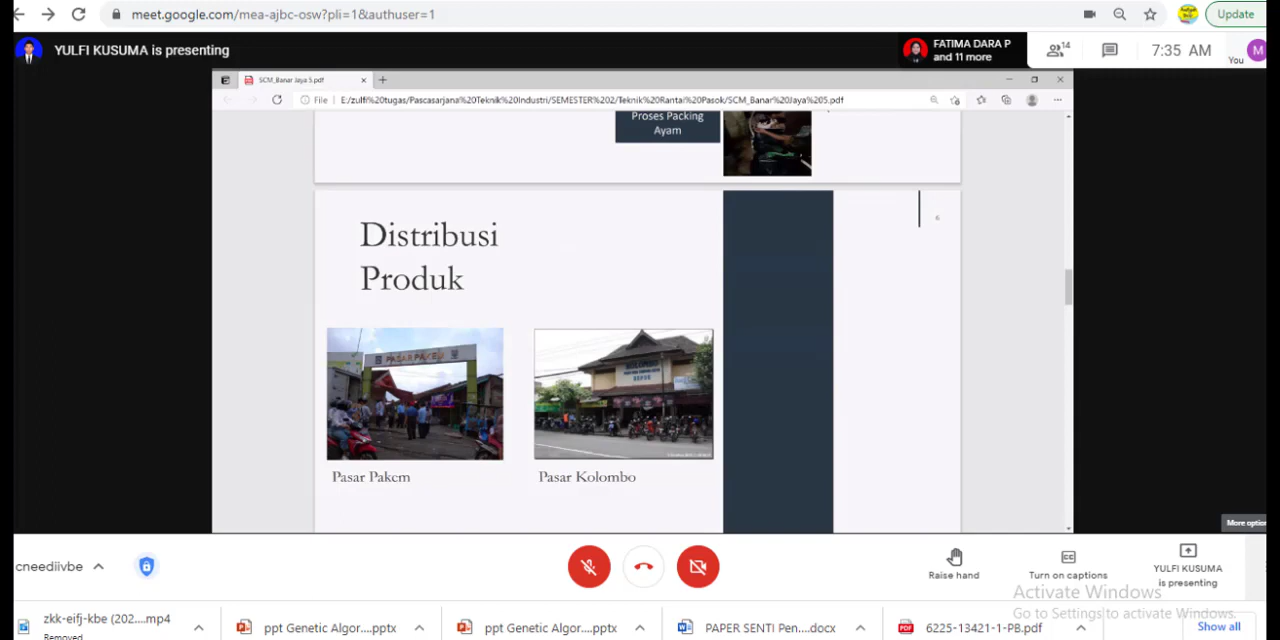 meet.google.com/mea-ajbc-osw?pli=1&authuser=1
Update
YULFI KUSUMA is presenting
FATIMA DARA P
and 11 more
14
7:35 AM
You
M
SCM_Banar Jaya 5.pdf
File
E:/zulfi%20tugas/Pascasarjana%20Teknik%20Industri/SEMESTER%202/Teknik%20Rantai%20Pasok/SCM_Banar%20Jaya%205.pdf
Proses Packing
Ayam
6
Distribusi
Produk
PASAR PAKEM
Pasar Pakem
Pasar Kolombo
More optio
cneediivbe
Raise hand
Turn on captions
YULFI KUSUMA
is presenting
Activate Windows
Go to Settings to activate Windows.
zkk-eifj-kbe (202....mp4
Removed
ppt Genetic Algor....pptx
ppt Genetic Algor....pptx
PAPER SENTI Pen....docx
6225-13421-1-PB.pdf
Show all